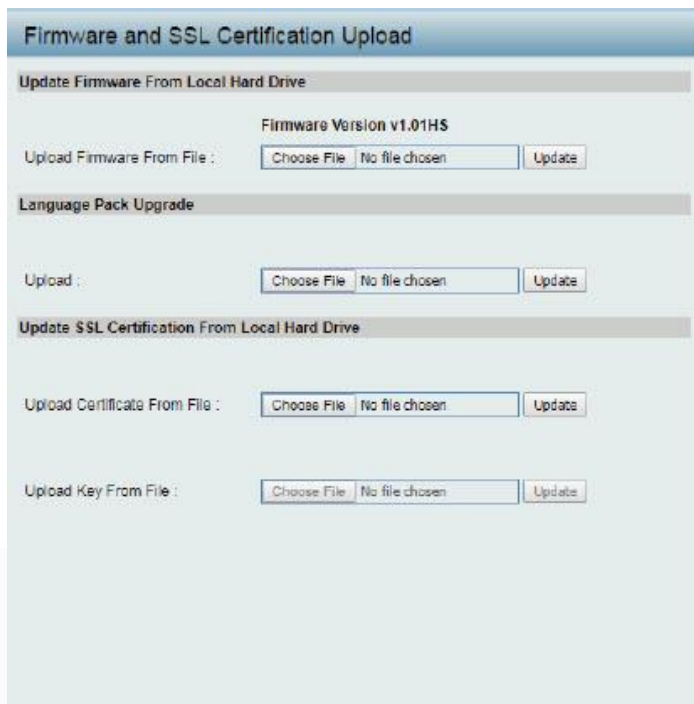 Firmware and SSL Certification Upload
Update Firmware From Local Hard Drive
Firmware Version v1.01HS
Upload Firmware From File : Choose File No file chosen Update
Language Pack Upgrade
Upload : Choose File No file chosen Update
Update SSL Certification From Local Hard Drive
Upload Certificate From File : Choose File No file chosen Update
Upload Key From File : Choose File No file chosen Update